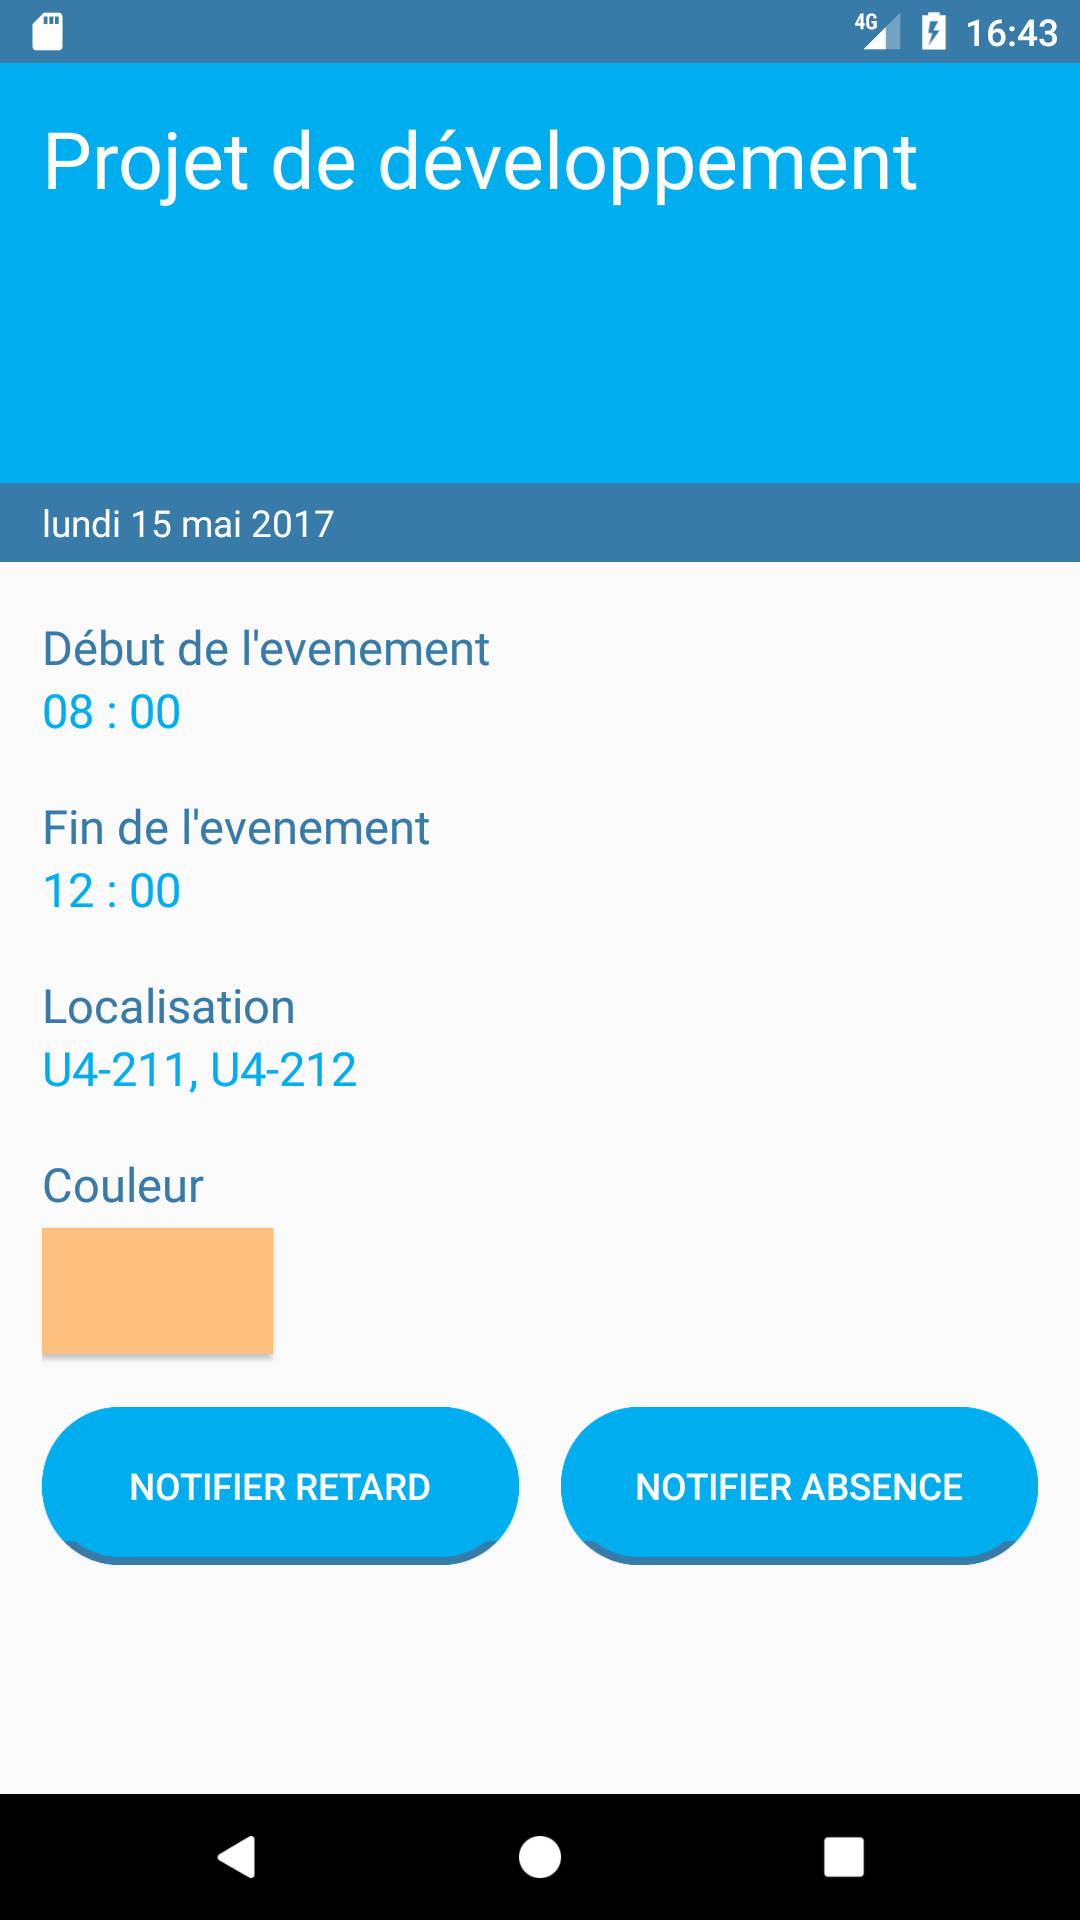 4G 16:43
Projet de développement
lundi 15 mai 2017
Début de l'evenement
08 : 00
Fin de l'evenement
12 : 00
Localisation
U4-211, U4-212
Couleur
NOTIFIER RETARD NOTIFIER ABSENCE